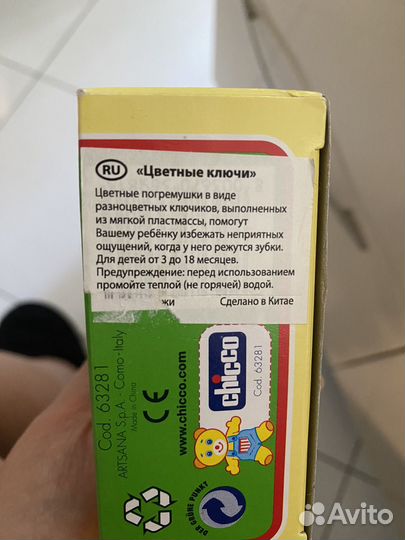 RU «Цветные ключи»
Цветные погремушки в виде
разноцветных ключиков, выполненных
из мягкой пластмассы, помогут
Вашему ребёнку избежать неприятных
ощущений, когда у него режутся зубки.
Для детей от 3 до 18 месяцев.
Предупреждение: перед использованием
промойте теплой (не горячей) водой.
Сделано в Китае
Cod. 63281
ARTSANA S.p.A. - Como - Italy
Made in China
CE
www.chicco.com
chicco
Cod. 63281
DER GRÜNE PUNKT
Avito